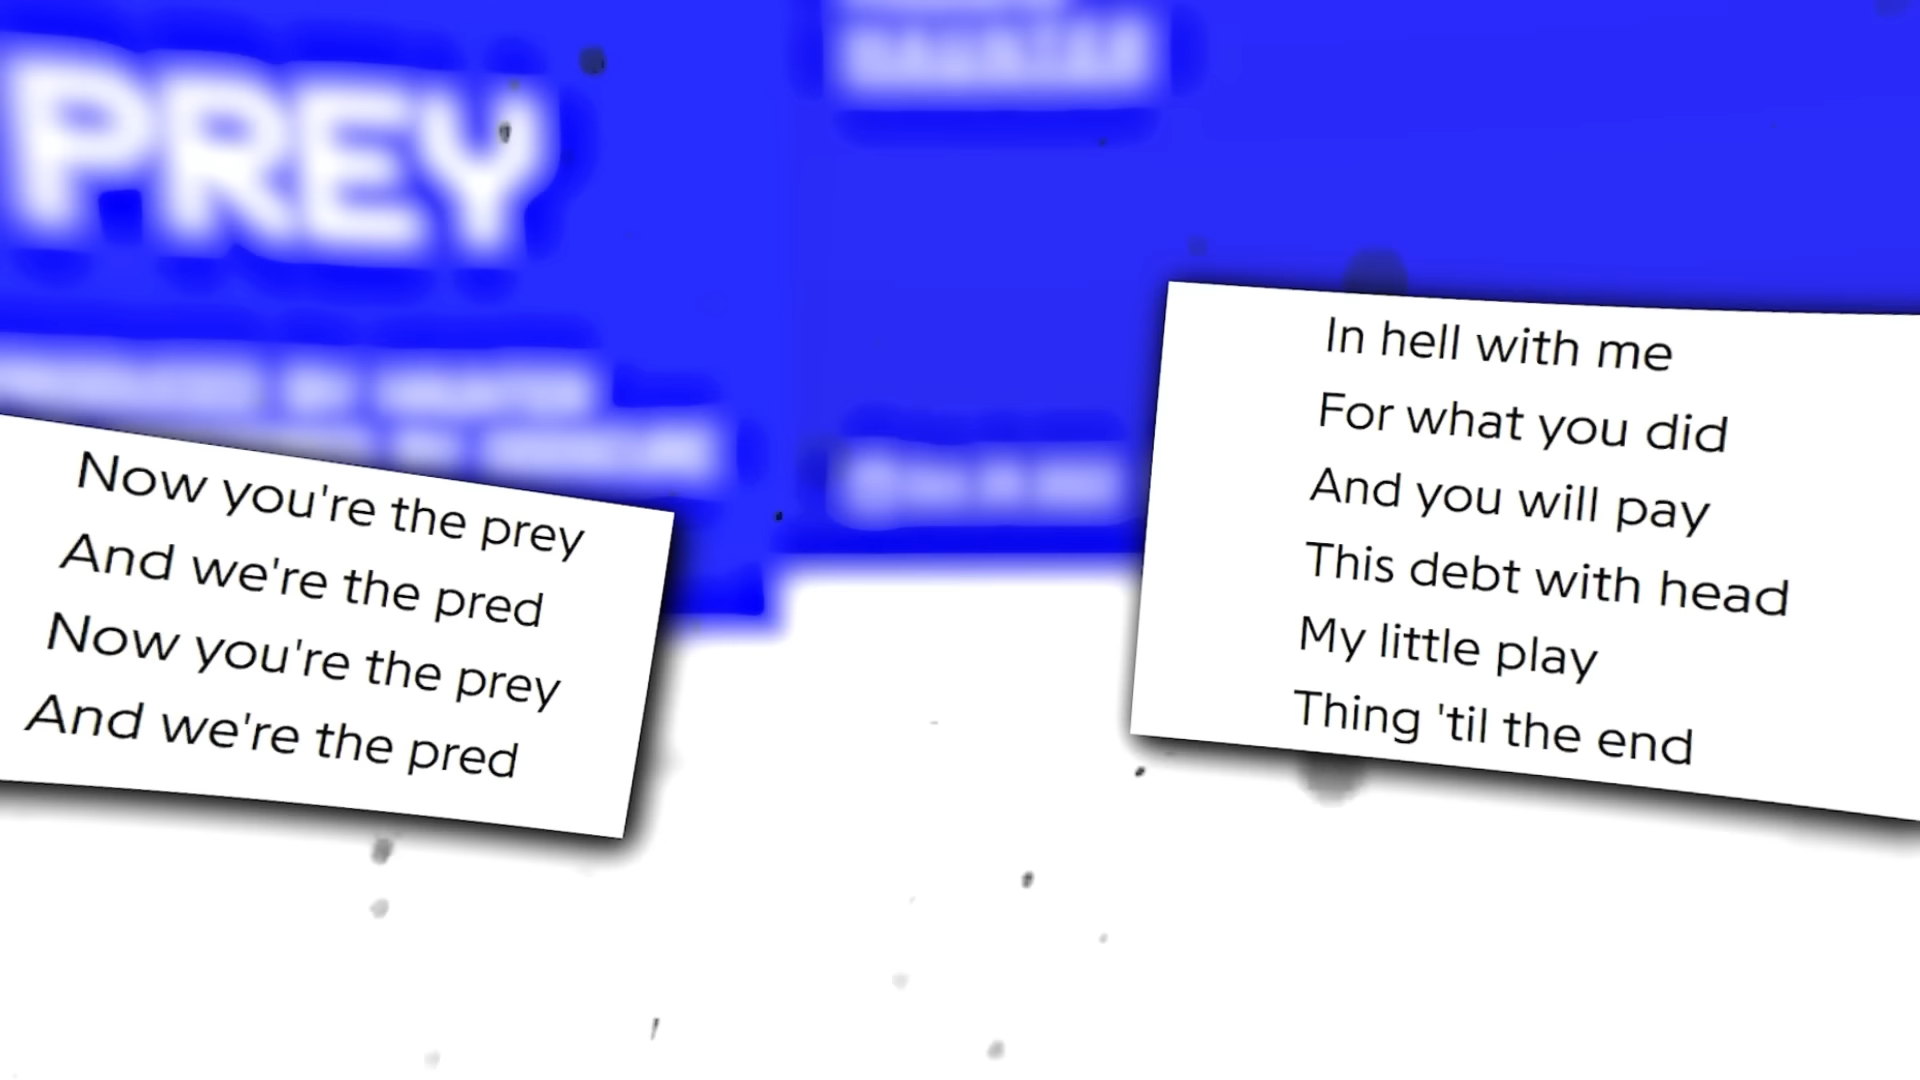 PREY
Now you're the prey
And we're the pred
Now you're the prey
And we're the pred
In hell with me
For what you did
And you will pay
This debt with head
My little play
Thing 'til the end